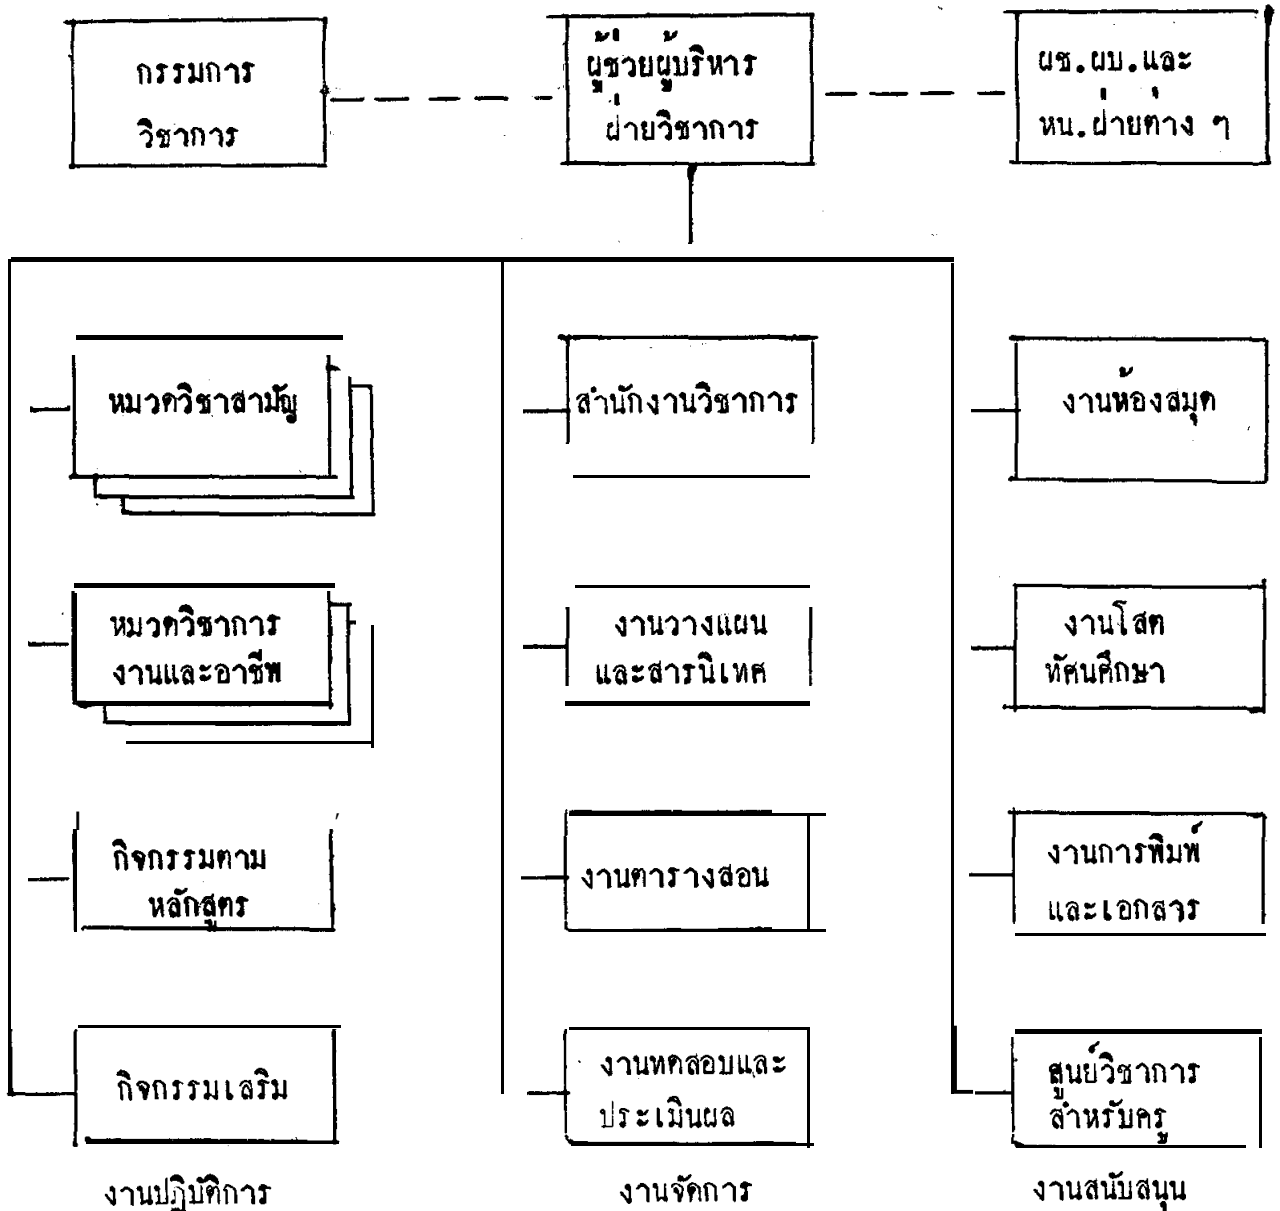 กรรมการ
วิชาการ
ผู้ช่วยผู้บริหาร
ฝ่ายวิชาการ
ผช.ผบ.และ
หน.ฝ่ายต่าง ๆ
หมวดวิชาสามัญ
สำนักงานวิชาการ
งานห้องสมุด
หมวดวิชาการ
งานและอาชีพ
งานวางแผน
และสารนิเทศ
งานโสต
ทัศนศึกษา
กิจกรรมตาม
หลักสูตร
งานตารางสอน
งานการพิมพ์
และเอกสาร
กิจกรรมเสริม
งานทดสอบและ
ประเมินผล
ศูนย์วิชาการ
สำหรับครู
งานปฏิบัติการ
งานจัดการ
งานสนับสนุน